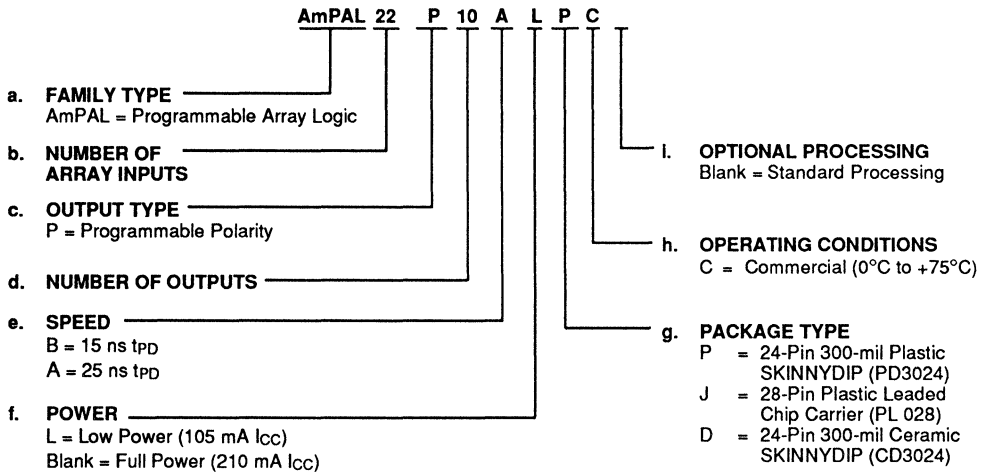 AmPAL 22 P 10 A L P C
a. FAMILY TYPE
AmPAL = Programmable Array Logic
b. NUMBER OF
ARRAY INPUTS
c. OUTPUT TYPE
P = Programmable Polarity
d. NUMBER OF OUTPUTS
e. SPEED
B = 15 ns tPD
A = 25 ns tPD
f. POWER
L = Low Power (105 mA ICC)
Blank = Full Power (210 mA ICC)
i. OPTIONAL PROCESSING
Blank = Standard Processing
h. OPERATING CONDITIONS
C = Commercial (0°C to +75°C)
g. PACKAGE TYPE
P = 24-Pin 300-mil Plastic
SKINNYDIP (PD3024)
J = 28-Pin Plastic Leaded
Chip Carrier (PL 028)
D = 24-Pin 300-mil Ceramic
SKINNYDIP (CD3024)